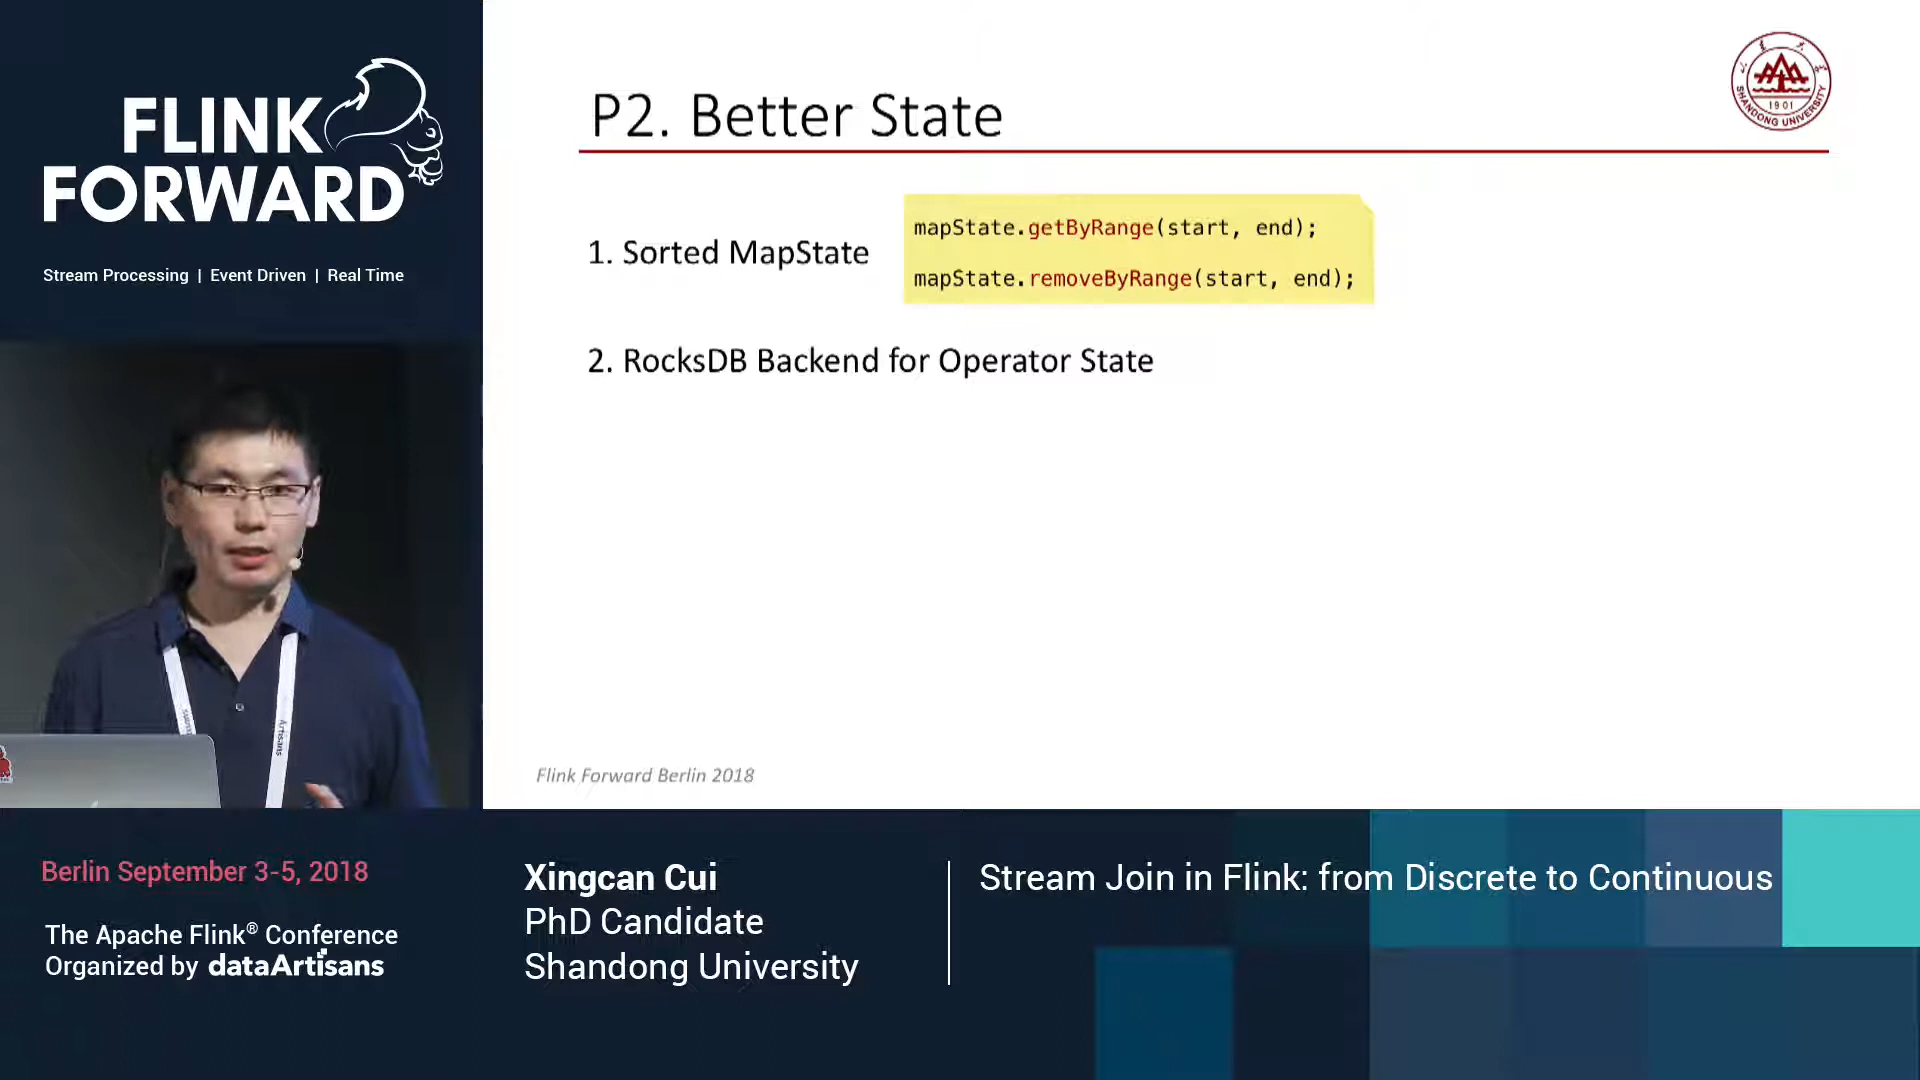 FLINK
FORWARD
Stream Processing | Event Driven | Real Time
P2. Better State
SHANDONG UNIVERSITY
1901
1. Sorted MapState
mapState.getByRange(start, end);
mapState.removeByRange(start, end);
2. RocksDB Backend for Operator State
Flink Forward Berlin 2018
Berlin September 3-5, 2018
The Apache Flink® Conference
Organized by dataArtisans
Xingcan Cui
PhD Candidate
Shandong University
Stream Join in Flink: from Discrete to Continuous